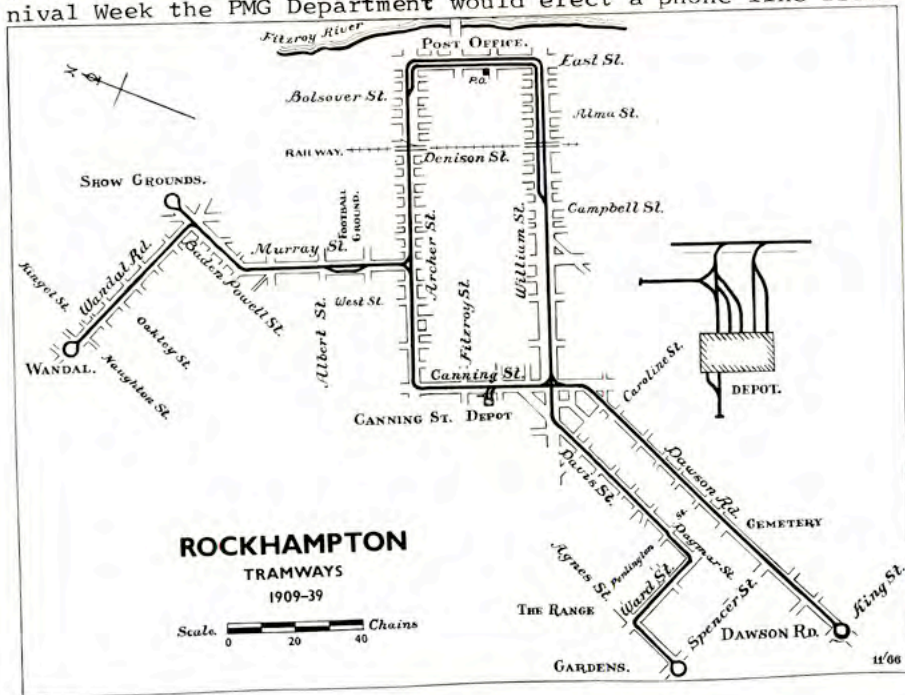 nival Week the PMG Department would erect a phone line
Fitzroy River
POST OFFICE.
P.O.
East St.
Bolsover St.
Alma St.
RAILWAY.
Denison St.
SHOW GROUNDS.
FOOTBALL
GROUND.
Campbell St.
Murray St.
Archer St.
William St.
Kingel St.
Wandal Rd.
Baden Powell St.
West St.
Fitzroy St.
Albert St.
Oakley St.
Naughton St.
WANDAL.
Canning St.
Caroline St.
DEPOT.
CANNING ST. DEPOT
Davis St.
Dawson Rd.
CEMETERY
ROCKHAMPTON
TRAMWAYS
1909-39
Scale. 0 20 40 Chains
Agnes St.
Penlington St.
Dagmar St.
Ward St.
THE RANGE
Spencer St.
King St.
DAWSON RD.
GARDENS.
11/66